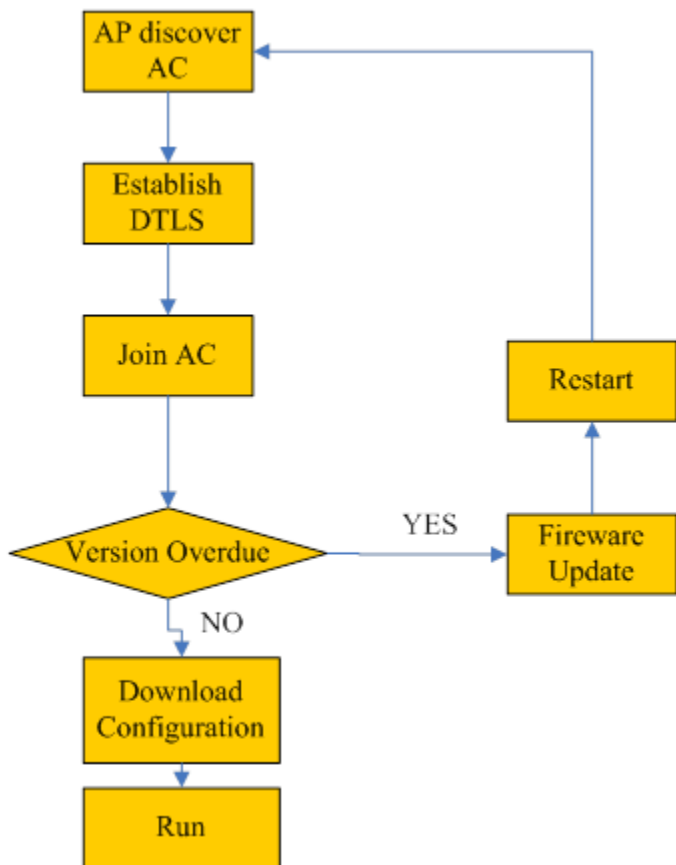 AP discover
AC
Establish
DTLS
Join AC
Restart
Version Overdue
YES
Fireware
Update
NO
Download
Configuration
Run